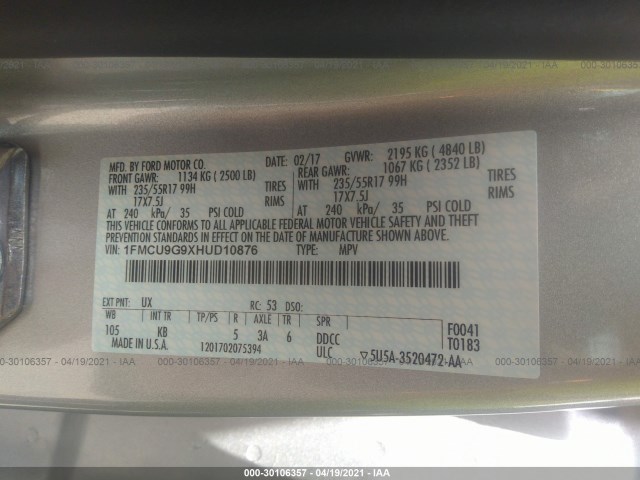 000-30106357 / 04/19/2021 - IAA
MFD. BY FORD MOTOR CO.
DATE: 02/17
GVWR: 2195 KG ( 4840 LB)
FRONT GAWR: 1134 KG ( 2500 LB)
REAR GAWR: 1067 KG ( 2352 LB)
WITH 235/55R17 99H TIRES
WITH 235/55R17 99H TIRES
17X7.5J RIMS
17X7.5J RIMS
AT 240 kPa/ 35 PSI COLD
AT 240 kPa/ 35 PSI COLD
THIS VEHICLE CONFORMS TO ALL APPLICABLE FEDERAL MOTOR VEHICLE SAFETY AND THEFT
PREVENTION STANDARDS IN EFFECT ON THE DATE OF MANUFACTURE SHOWN ABOVE.
VIN: 1FMCU9G9XHUD10876
TYPE: MPV
EXT PNT: UX RC: 53 DSO:
WB INT TR TP/PS R AXLE TR SPR
105 KB 5 3A 6 DDCC
F0041
T0183
MADE IN U.S.A. 1201702075394 ULC ▽5U5A-3520472-AA
000-30106357 / 04/19/2021 - IAA
000-30106357 / 04/19/2021 - IAA